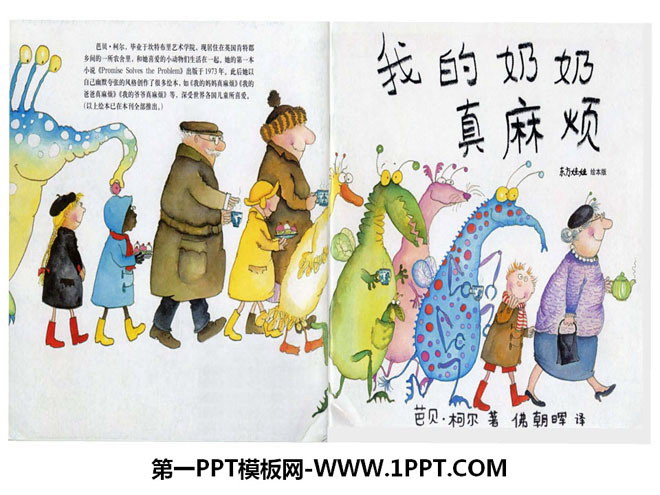 芭贝·柯尔，毕业于坎特布里艺术学院，现居住在英国肯特郡
乡间的一所农舍里，和她喜爱的小动物们生活在一起。她的第一本
小说《Promise Solves the Problem》出版于1973年。此后她以
自己幽默夸张的风格创作了很多绘本，如《我的妈妈真麻烦》《我的
爸爸真麻烦》《我的爷爷真麻烦》等，深受世界各国儿童所喜爱。
(以上绘本已在本刊全部推出。)
我的奶奶
真麻烦
东方娃娃 绘本版
芭贝·柯尔 著 佛朝晖 译
第一PPT模板网-WWW.1PPT.COM